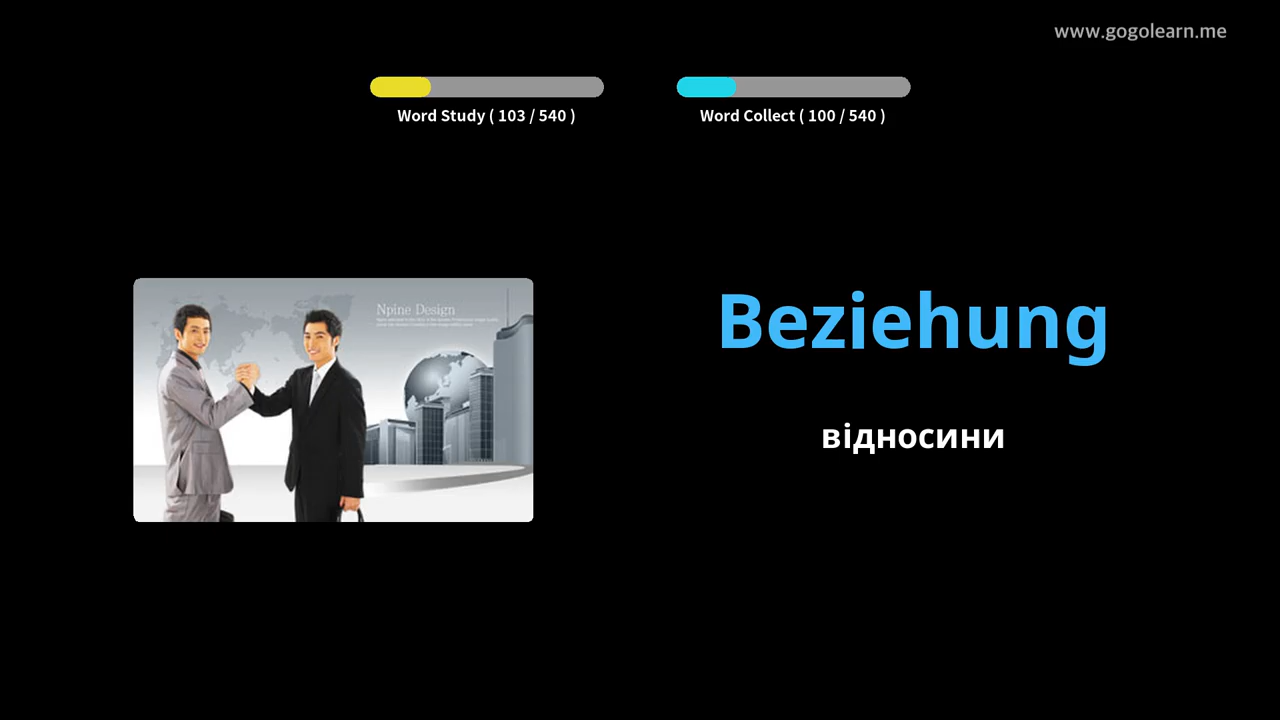 www.gogolearn.me
Word Study ( 103 / 540 )
Word Collect ( 100 / 540 )
Npine Design
Beziehung
відносини